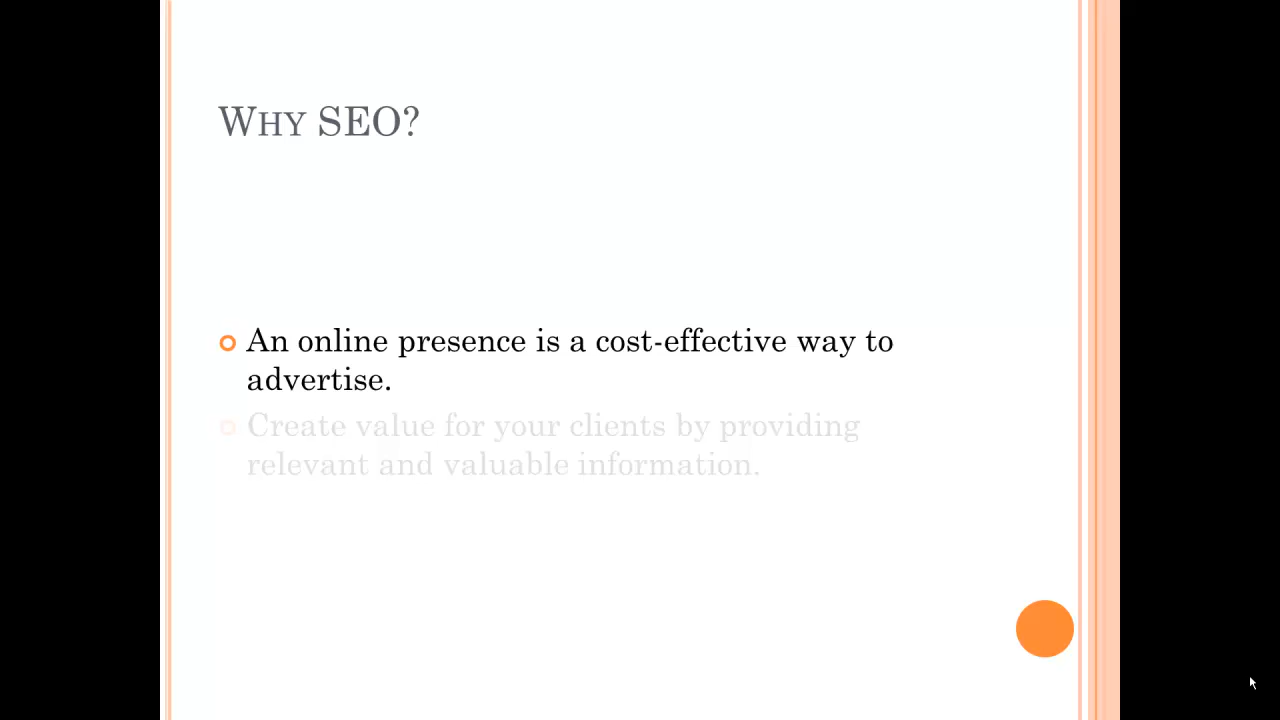 Why SEO?
An online presence is a cost-effective way to
advertise.
Create value for your clients by providing
relevant and valuable information.